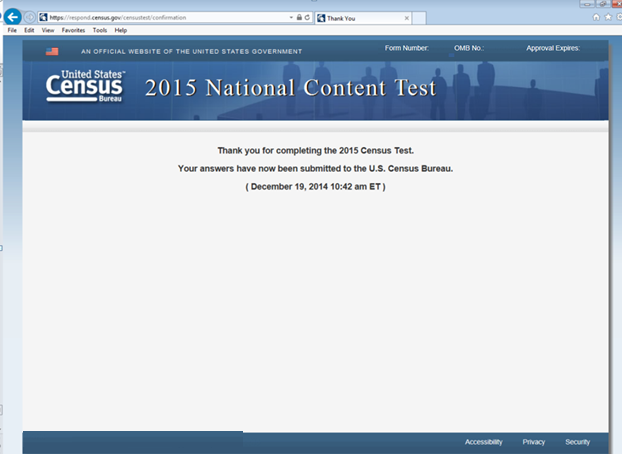 https://respond.census.gov/censustest/confirmation
Thank You
File Edit View Favorites Tools Help
AN OFFICIAL WEBSITE OF THE UNITED STATES GOVERNMENT
Form Number: OMB No.: Approval Expires:
United States™
Census
Bureau
2015 National Content Test
Thank you for completing the 2015 Census Test.
Your answers have now been submitted to the U.S. Census Bureau.
( December 19, 2014 10:42 am ET )
Accessibility Privacy Security